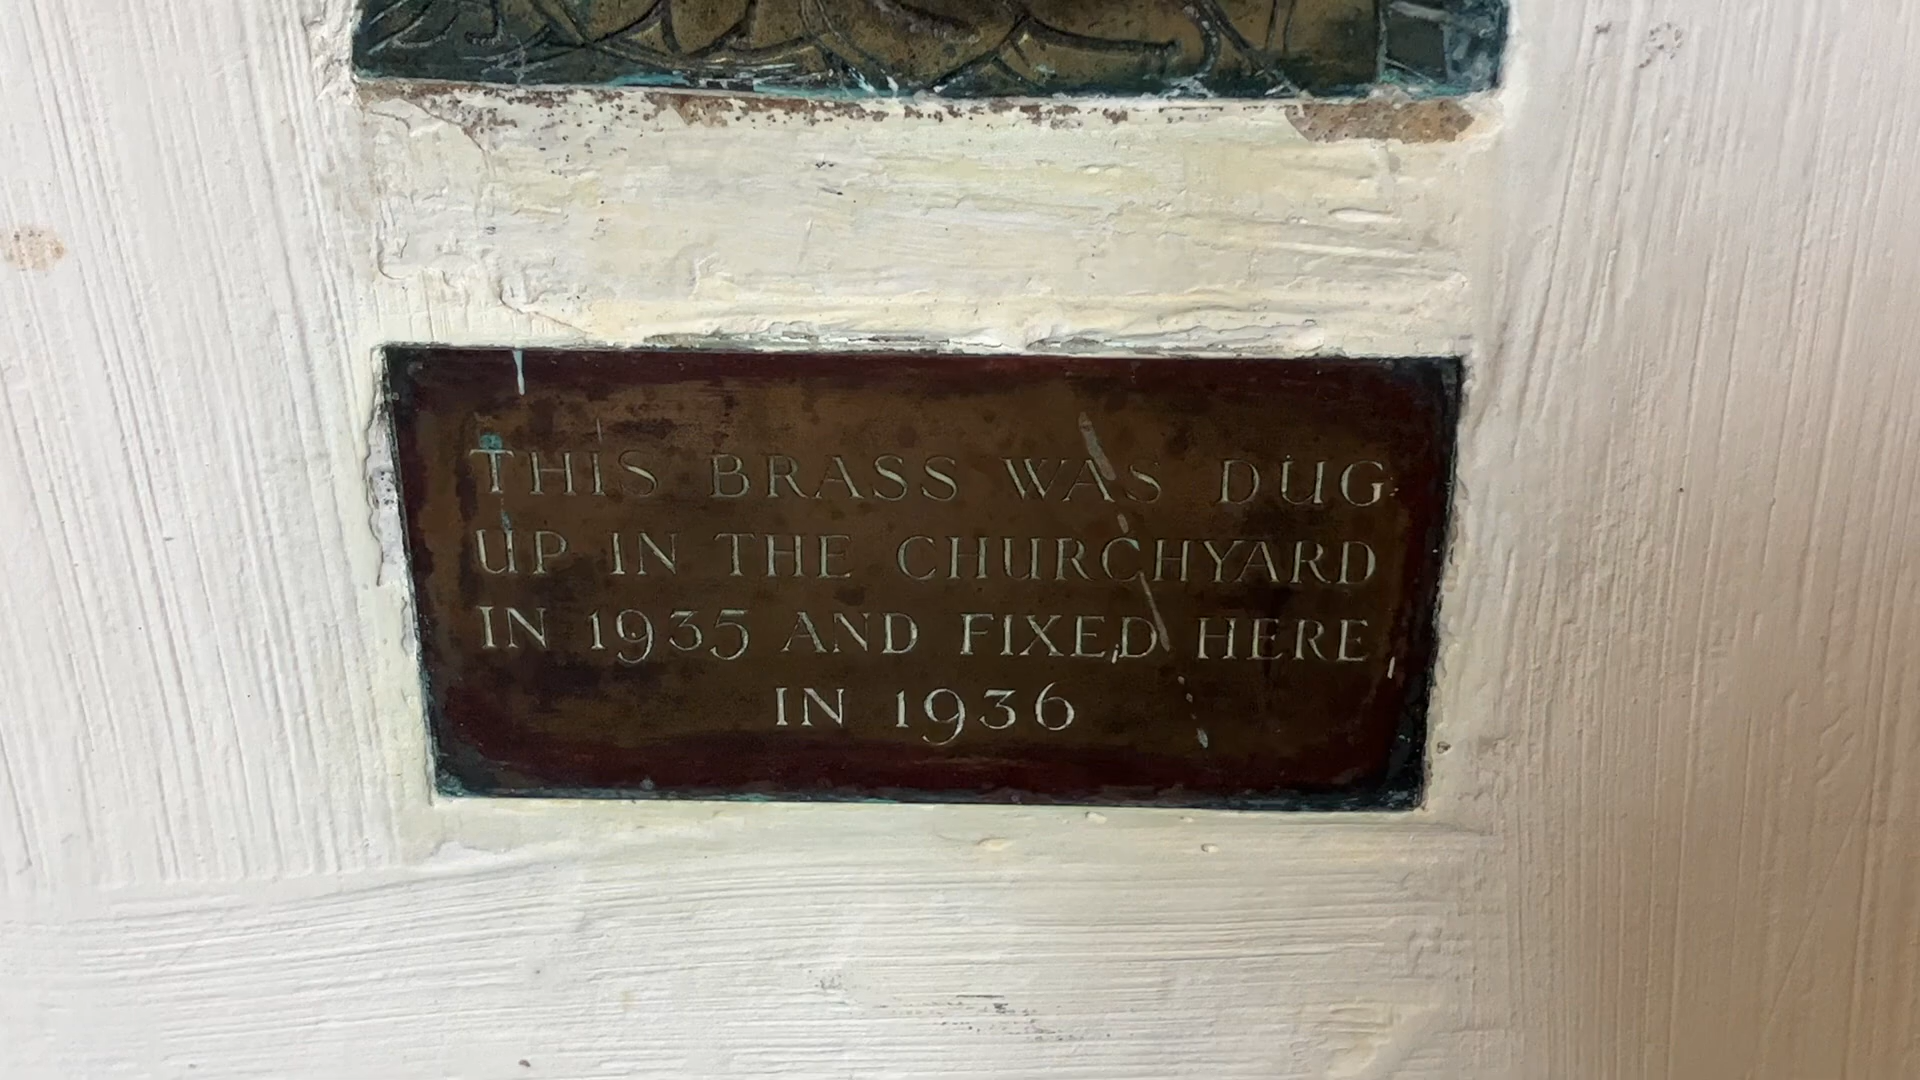 THIS BRASS WAS DUG
UP IN THE CHURCHYARD
IN 1935 AND FIXED HERE
IN 1936